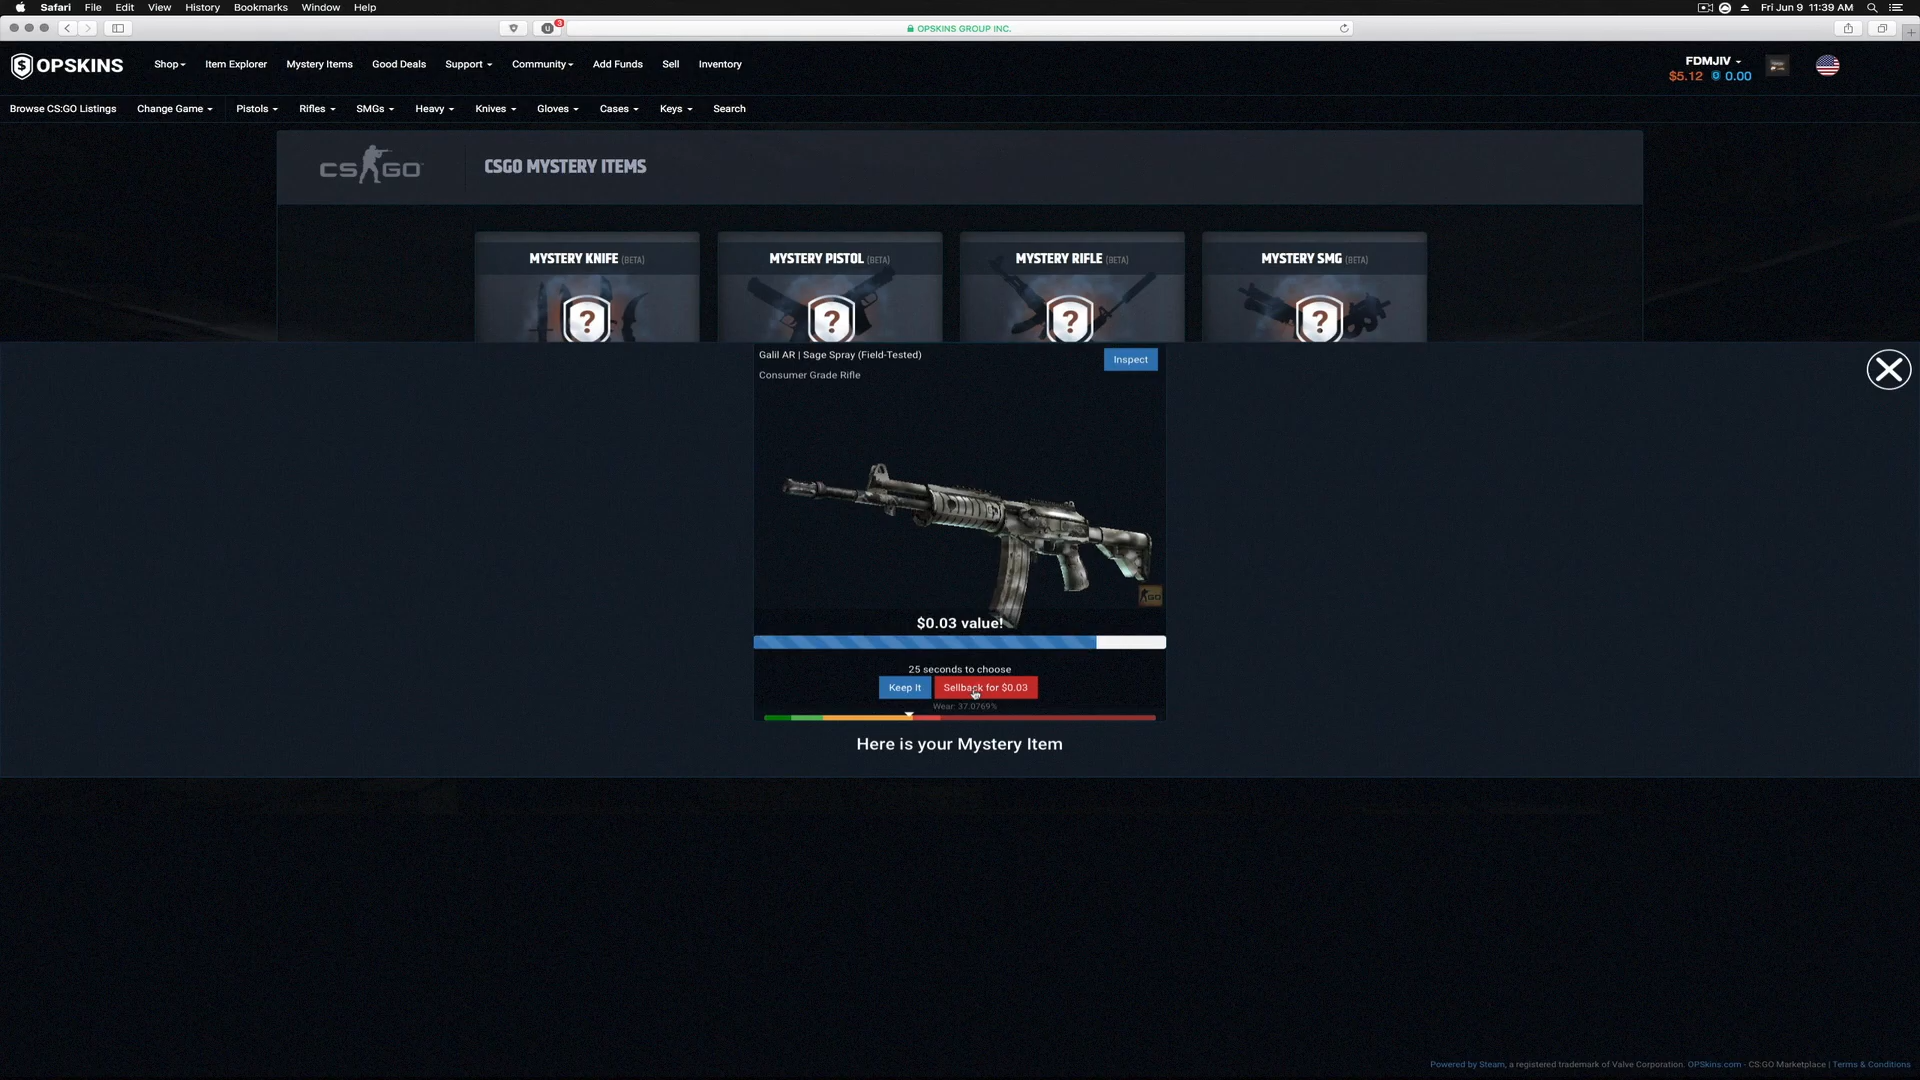 Safari File Edit View History Bookmarks Window Help Fri Jun 9 11:39 AM
3 OPSKINS GROUP INC.
OPSKINS Shop Item Explorer Mystery Items Good Deals Support Community Add Funds Sell Inventory FDMJIV
$5.12 0.00
Browse CS:GO Listings Change Game Pistols Rifles SMGs Heavy Knives Gloves Cases Keys Search
CS GO CSGO MYSTERY ITEMS
MYSTERY KNIFE (BETA) MYSTERY PISTOL (BETA) MYSTERY RIFLE (BETA) MYSTERY SMG (BETA)
? ? ? ?
Galil AR | Sage Spray (Field-Tested) Inspect
Consumer Grade Rifle
GO
$0.03 value!
25 seconds to choose
Keep It Sellback for $0.03
Wear: 37.0769%
Here is your Mystery Item
Powered by Steam, a registered trademark of Valve Corporation. OPSkins.com - CS:GO Marketplace | Terms & Conditions